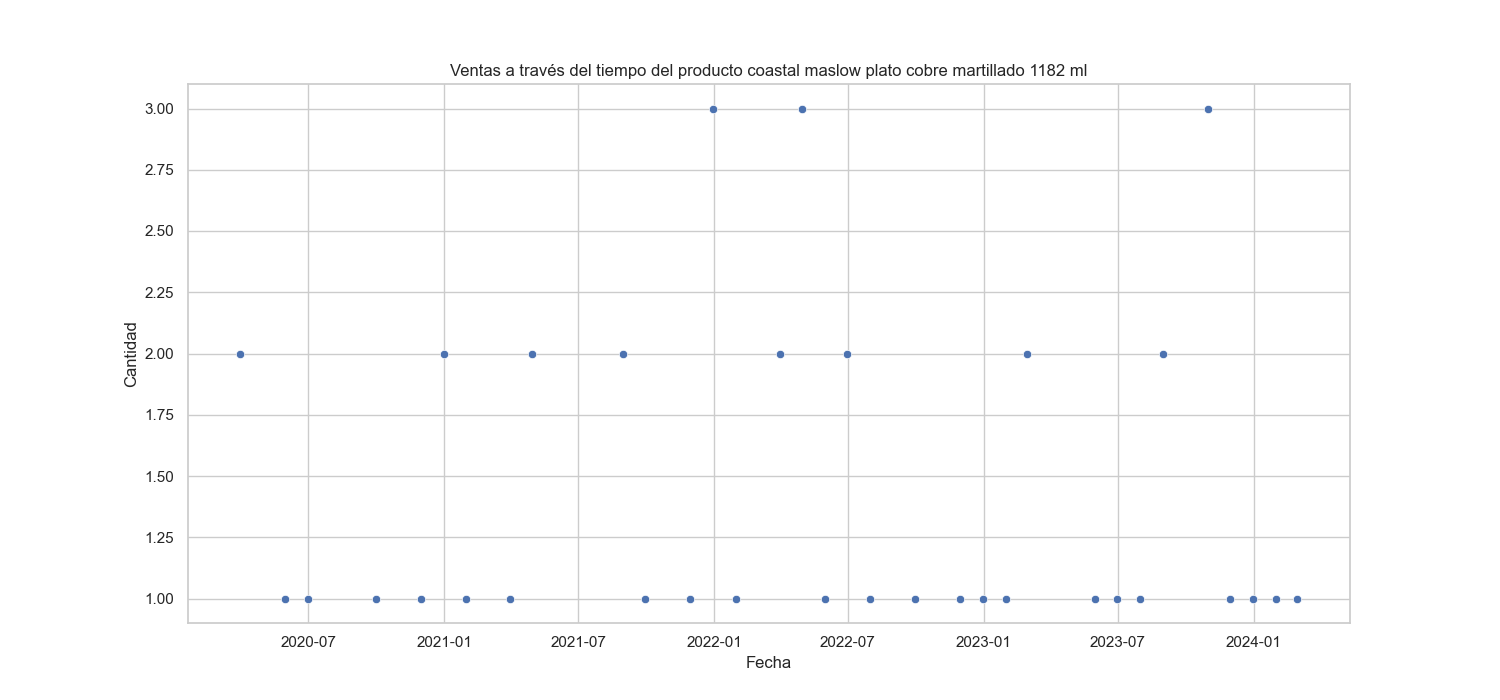 Ventas a través del tiempo del producto coastal maslow plato cobre martillado 1182 ml
3.00
2.75
2.50
2.25
2.00
1.75
1.50
1.25
1.00
Cantidad
2020-07 2021-01 2021-07 2022-01 2022-07 2023-01 2023-07 2024-01
Fecha